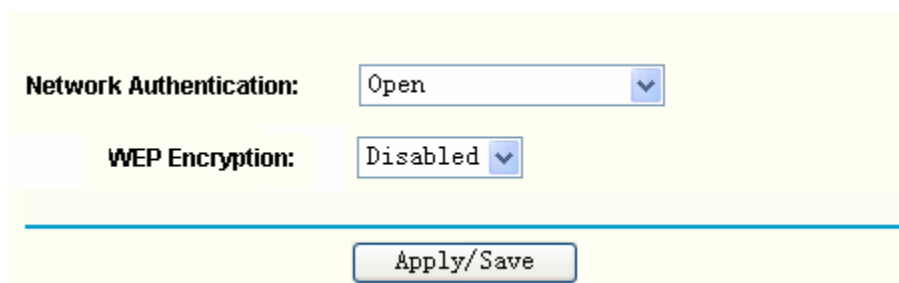 Network Authentication: Open
WEP Encryption: Disabled
Apply/Save